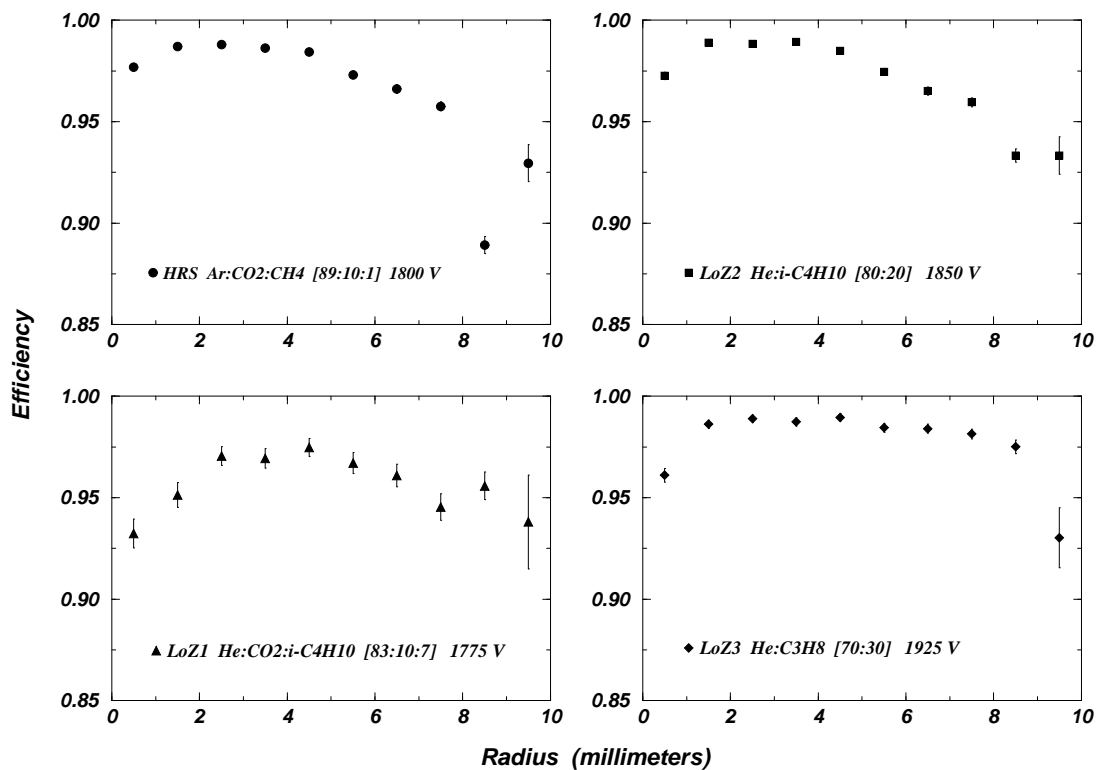 Efficiency
1.00
0.95
0.90
0.85
0 2 4 6 8 10
HRS Ar:CO2:CH4 [89:10:1] 1800 V
1.00
0.95
0.90
0.85
0 2 4 6 8 10
LoZ2 He:i-C4H10 [80:20] 1850 V
1.00
0.95
0.90
0.85
0 2 4 6 8 10
LoZ1 He:CO2:i-C4H10 [83:10:7] 1775 V
1.00
0.95
0.90
0.85
0 2 4 6 8 10
LoZ3 He:C3H8 [70:30] 1925 V
Radius (millimeters)